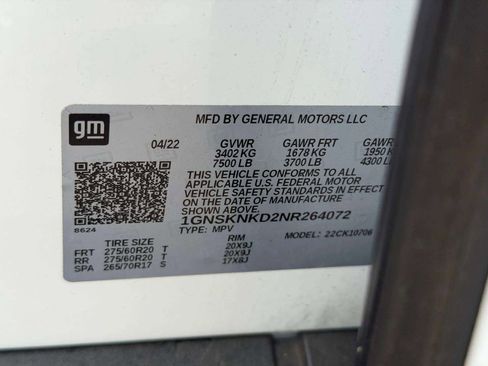 gm
MFD BY GENERAL MOTORS LLC
04/22 GVWR GAWR FRT GAWR
3402 KG 1678 KG 1950
7500 LB 3700 LB 4300 LB
THIS VEHICLE CONFORMS TO ALL
APPLICABLE U.S. FEDERAL MOTOR
VEHICLE SAFETY STANDARDS IN EFFECT
ON THE DATE OF MANUFACTURE
SHOWN ABOVE.
1GNSKNKD2NR264072
8624
TYPE: MPV MODEL: 22CK10706
TIRE SIZE RIM
FRT 275/60R20 T 20X9J
RR 275/60R20 T 20X9J
SPA 265/70R17 S 17X8J